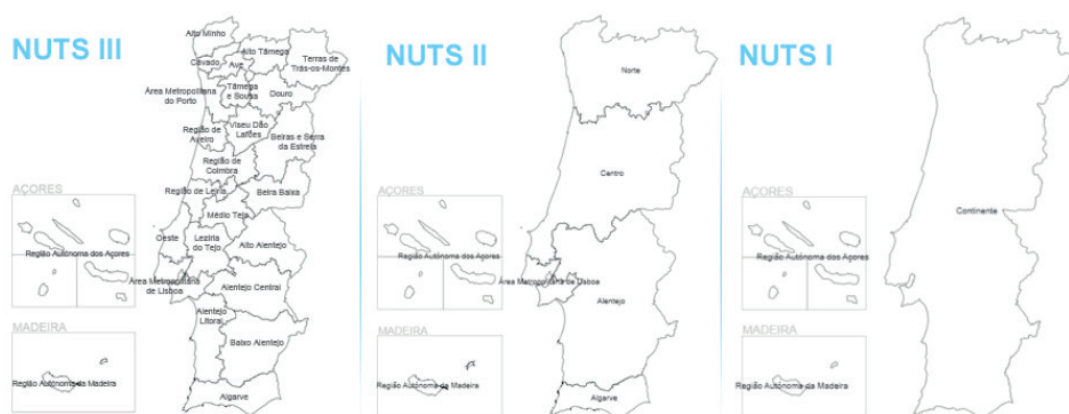 NUTS III
Alto Minho
Cávado
Ave
Alto Tâmega
Terras de
Trás-os-Montes
Área Metropolitana
do Porto
Tâmega
e Sousa
Douro
Região de
Aveiro
Viseu Dão
Lafões
Beiras e Serra
da Estrela
Região de
Coimbra
Região de Leiria
Beira Baixa
Médio Tejo
Oeste
Lezíria
do Tejo
Alto Alentejo
Área Metropolitana
de Lisboa
Alentejo Central
Alentejo
Litoral
Baixo Alentejo
Algarve
AÇORES
Região Autónoma dos Açores
MADEIRA
Região Autónoma da Madeira
NUTS II
Norte
Centro
Área Metropolitana de Lisboa
Alentejo
Algarve
AÇORES
Região Autónoma dos Açores
MADEIRA
Região Autónoma da Madeira
NUTS I
Continente
AÇORES
Região Autónoma dos Açores
MADEIRA
Região Autónoma da Madeira